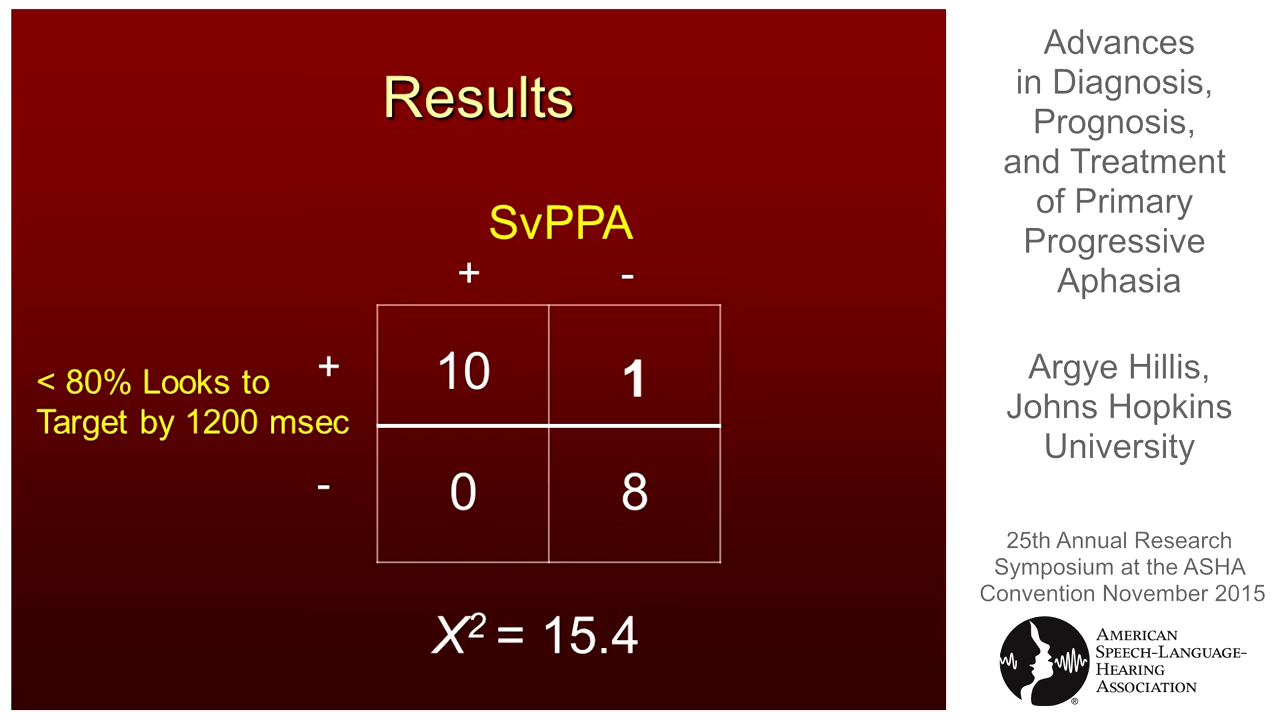 Results
SvPPA
+ -
< 80% Looks to
Target by 1200 msec
+ 10 1
- 0 8
X² = 15.4
Advances
in Diagnosis,
Prognosis,
and Treatment
of Primary
Progressive
Aphasia
Argye Hillis,
Johns Hopkins
University
25th Annual Research
Symposium at the ASHA
Convention November 2015
AMERICAN
SPEECH-LANGUAGE-
HEARING
ASSOCIATION
®